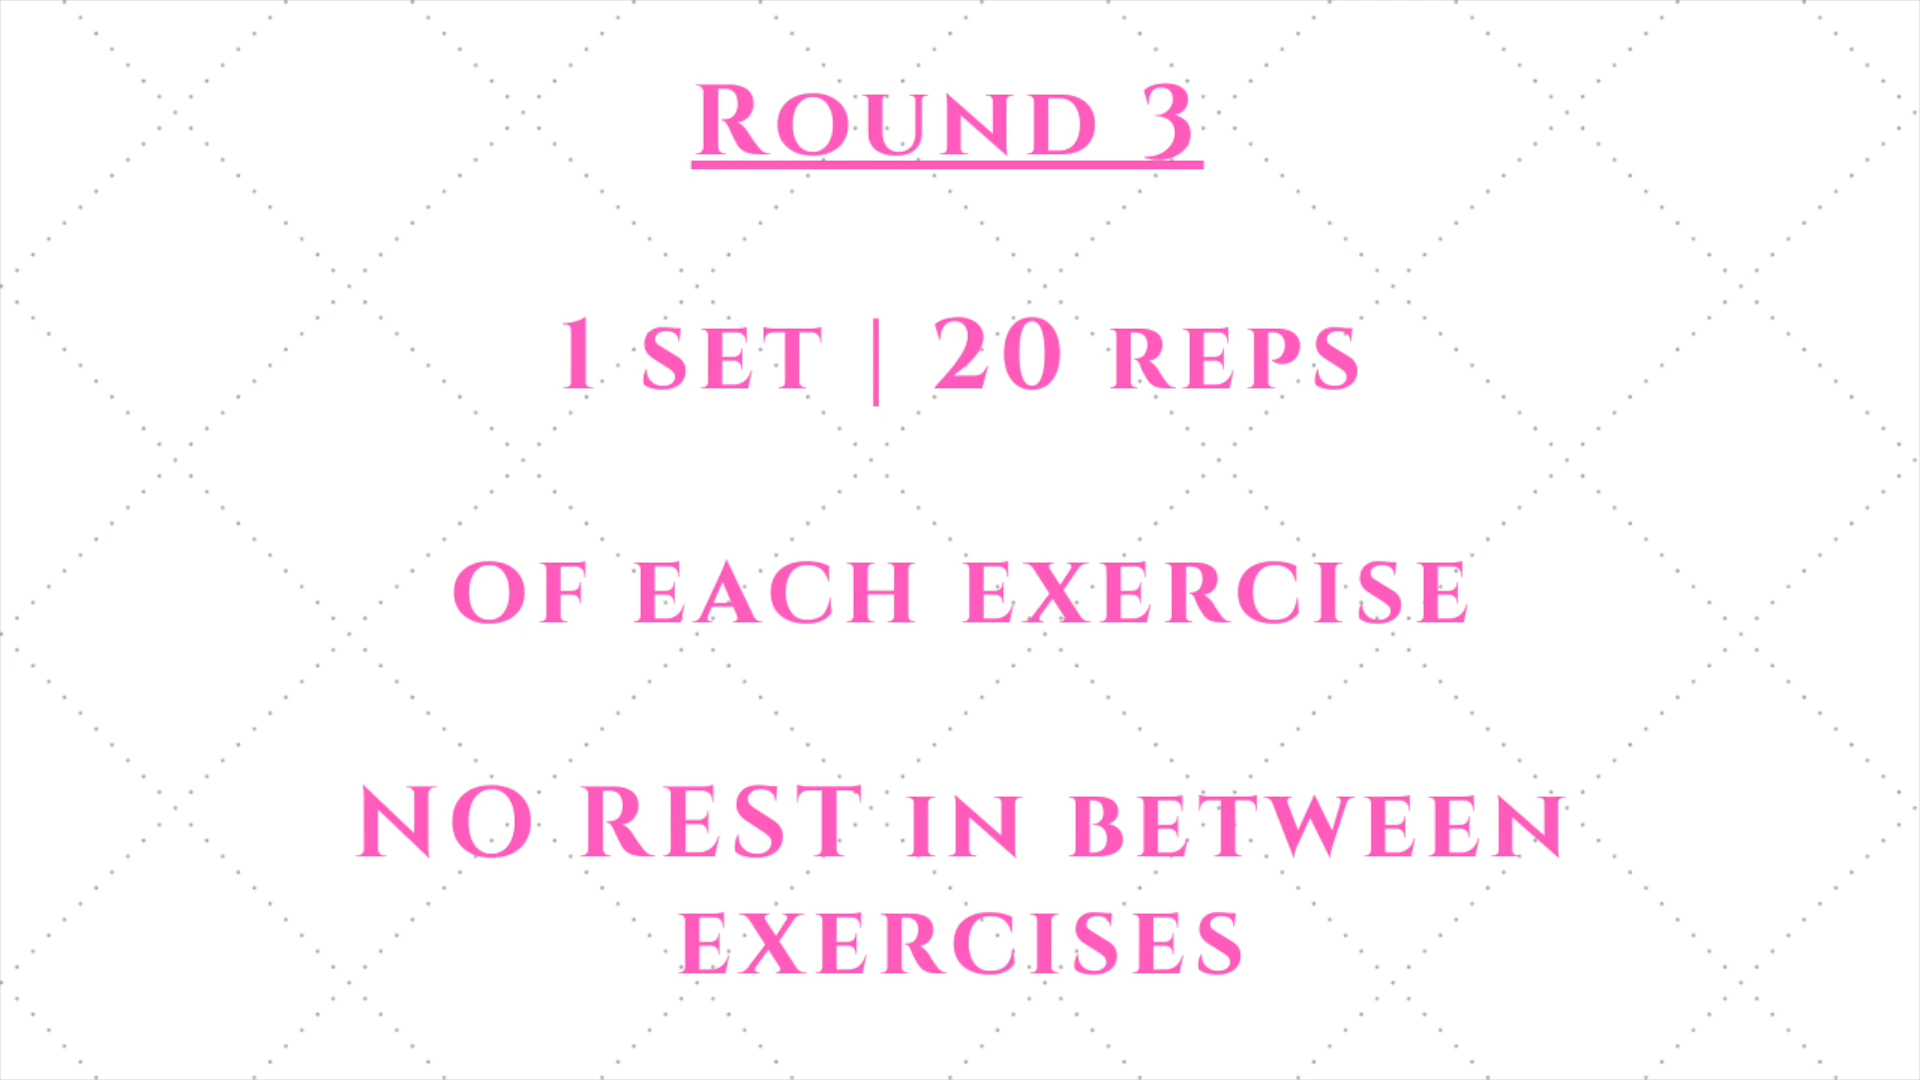 Round 3
1 set | 20 reps
of each exercise
NO REST in between
exercises